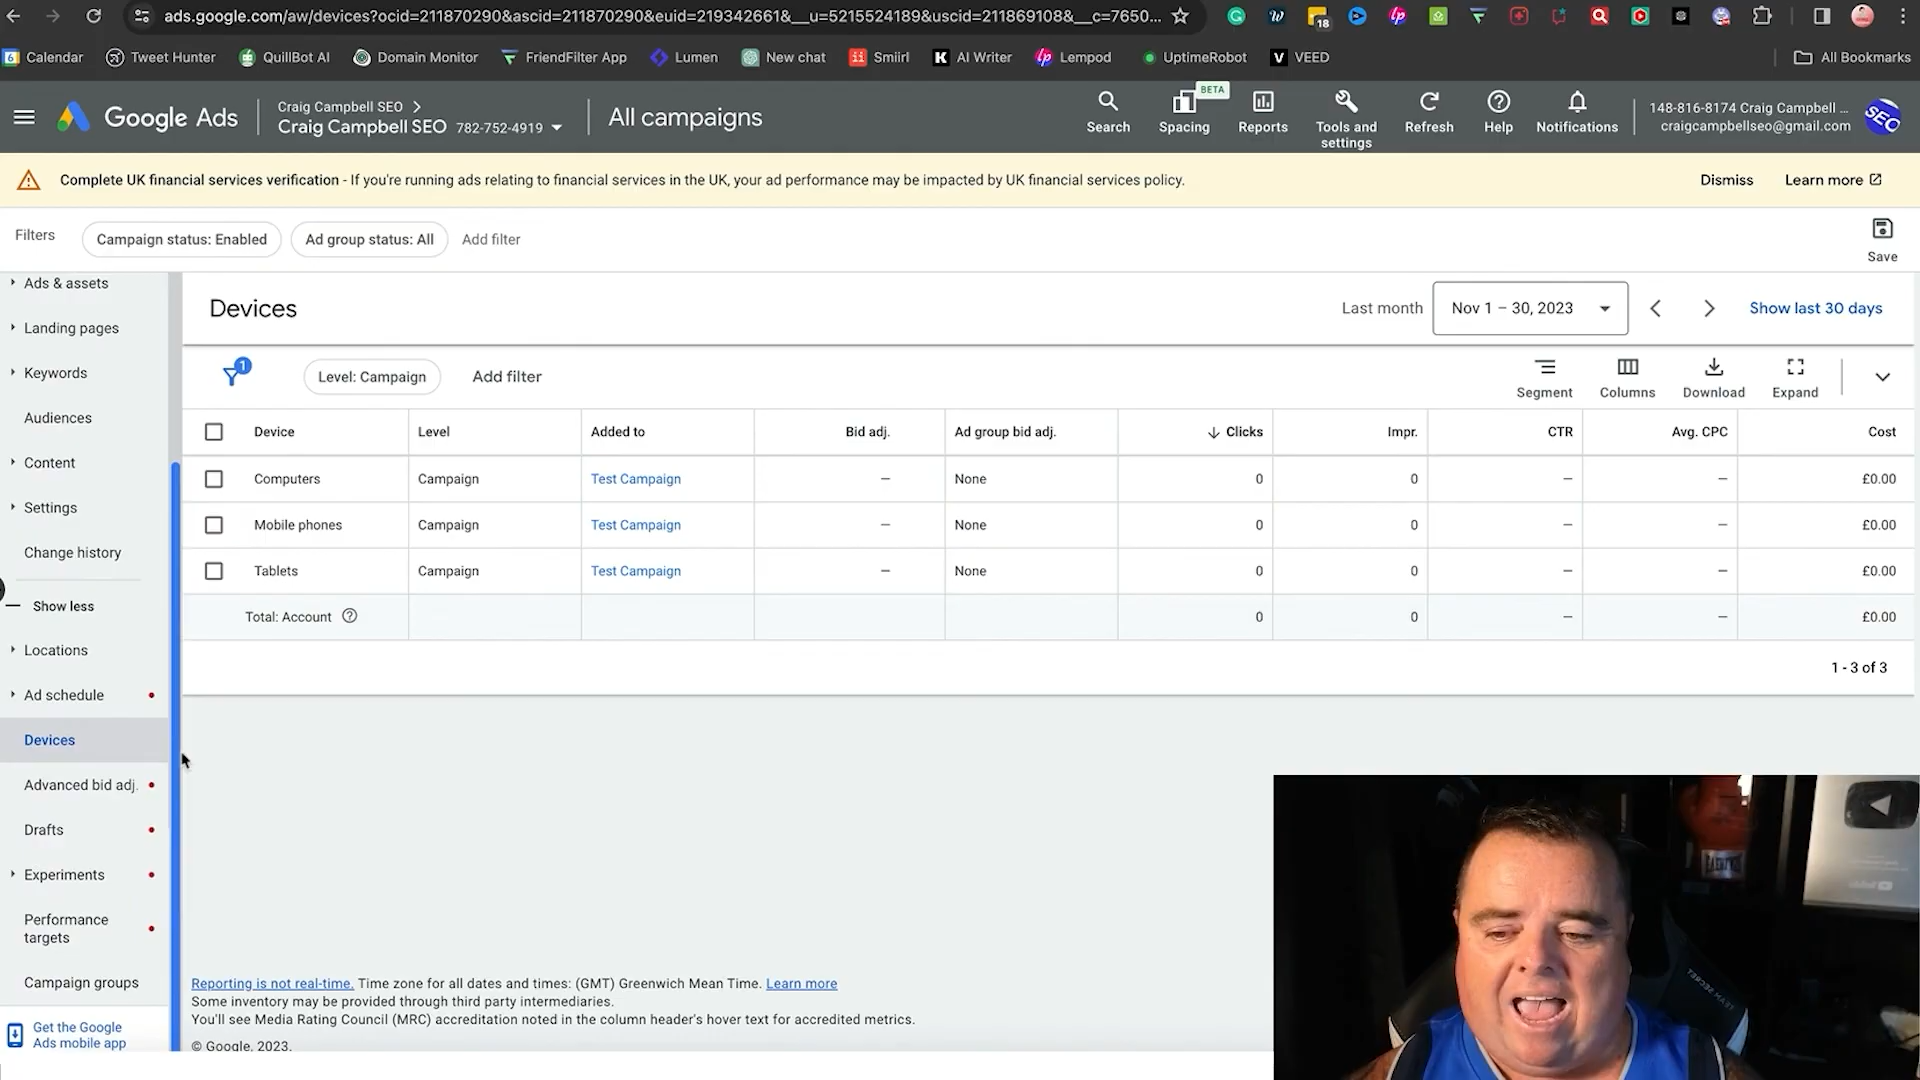 ads.google.com/aw/devices?ocid=211870290&ascid=211870290&euid=219342661&__u=5215524189&uscid=211869108&__c=7650...
18
6 Calendar
Tweet Hunter
QuillBot AI
Domain Monitor
FriendFilter App
Lumen
New chat
Smiirl
K AI Writer
lp Lempod
UptimeRobot
V VEED
All Bookmarks
Google Ads
Craig Campbell SEO
Craig Campbell SEO 782-752-4919
All campaigns
Search
BETA
Spacing
Reports
Tools and settings
Refresh
Help
Notifications
148-816-8174 Craig Campbell ...
craigcampbellseo@gmail.com
SEO
Complete UK financial services verification - If you're running ads relating to financial services in the UK, your ad performance may be impacted by UK financial services policy.
Dismiss
Learn more
Filters
Campaign status: Enabled
Ad group status: All
Add filter
Save
Ads & assets
Landing pages
Keywords
Audiences
Content
Settings
Change history
Show less
Locations
Ad schedule
Devices
Advanced bid adj.
Drafts
Experiments
Performance
targets
Campaign groups
Get the Google
Ads mobile app
Devices
Last month
Nov 1 – 30, 2023
Show last 30 days
1
Level: Campaign
Add filter
Segment
Columns
Download
Expand
Device Level Added to Bid adj. Ad group bid adj. Clicks Impr. CTR Avg. CPC Cost
Computers Campaign Test Campaign – None 0 0 – – £0.00
Mobile phones Campaign Test Campaign – None 0 0 – – £0.00
Tablets Campaign Test Campaign – None 0 0 – – £0.00
Total: Account 0 0 – – £0.00
1 - 3 of 3
Reporting is not real-time. Time zone for all dates and times: (GMT) Greenwich Mean Time. Learn more
Some inventory may be provided through third party intermediaries.
You'll see Media Rating Council (MRC) accreditation noted in the column header's hover text for accredited metrics.
© Google, 2023.